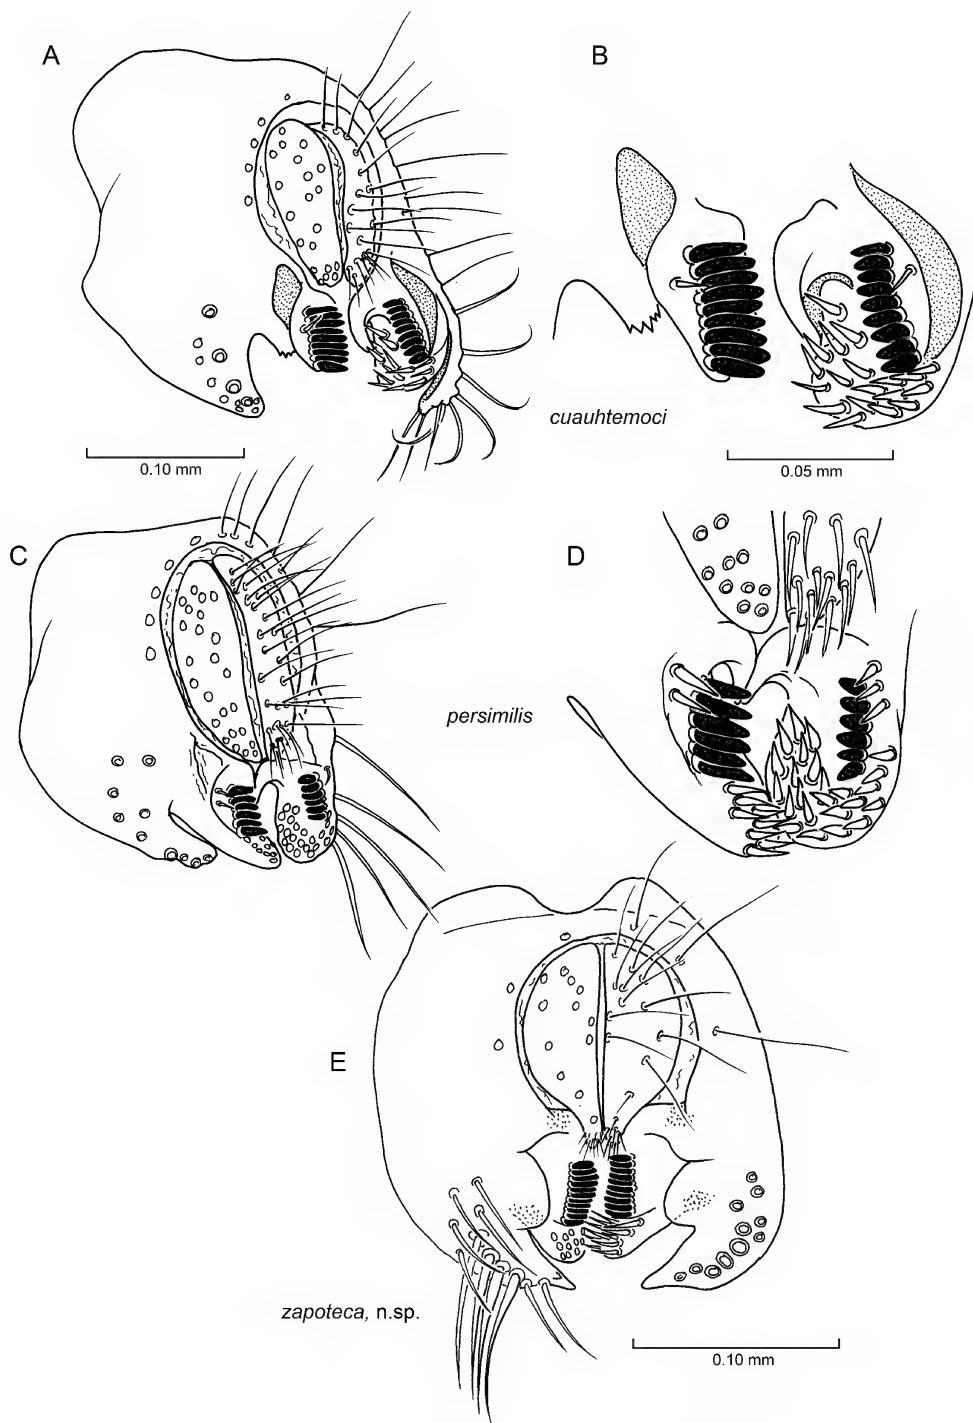 A
B
cuauhtemoci
0.10 mm
0.05 mm
C
D
persimilis
E
zapoteca, n.sp.
0.10 mm